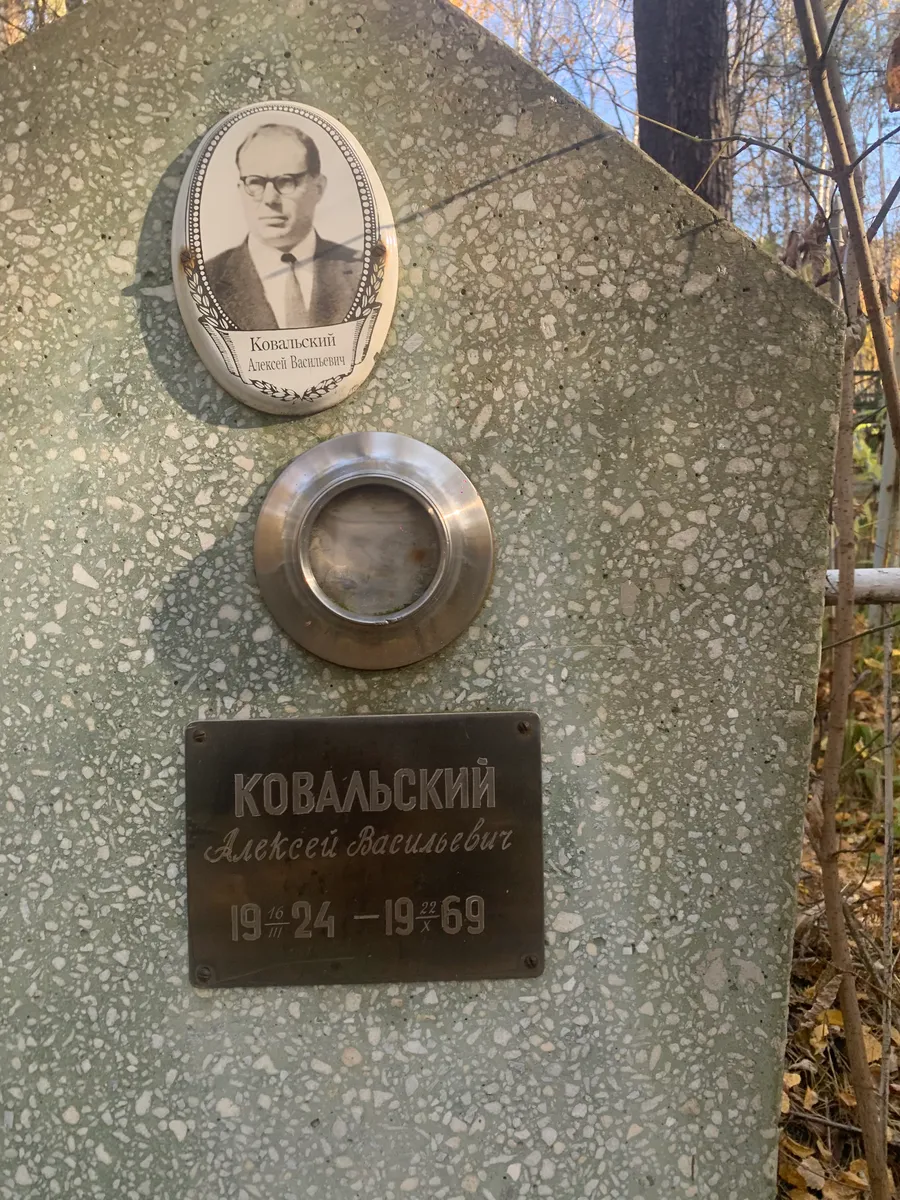 Ковальский
Алексей Васильевич
КОВАЛЬСКИЙ
Алексей Васильевич
19 16/III 24 — 19 22/X 69